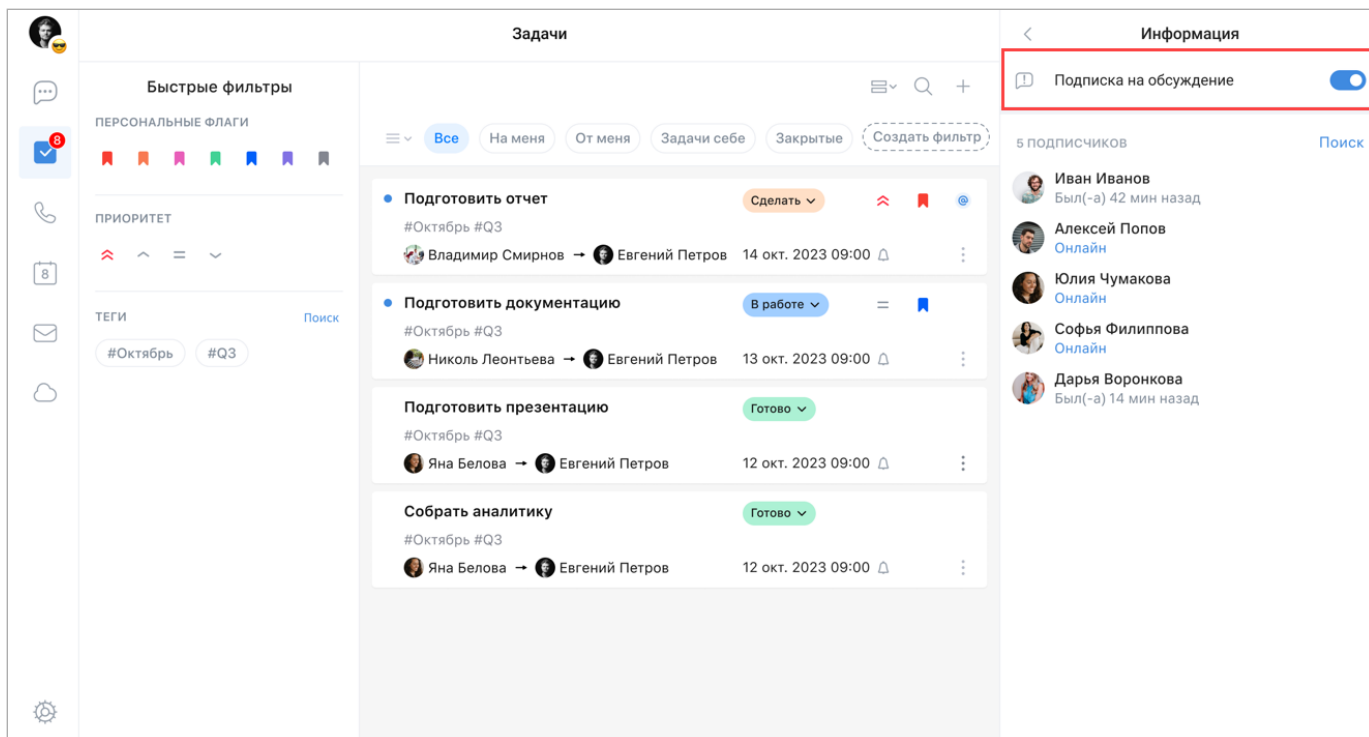 Задачи
Информация
Быстрые фильтры
Подписка на обсуждение
ПЕРСОНАЛЬНЫЕ ФЛАГИ
8
Все
На меня
От меня
Задачи себе
Закрытые
Создать фильтр
5 подписчиков
Поиск
ПРИОРИТЕТ
8
ТЕГИ
Поиск
#Октябрь
#Q3
Подготовить отчет
Сделать
@
#Октябрь #Q3
Владимир Смирнов → Евгений Петров
14 окт. 2023 09:00
Подготовить документацию
В работе
#Октябрь #Q3
Николь Леонтьева → Евгений Петров
13 окт. 2023 09:00
Подготовить презентацию
Готово
#Октябрь #Q3
Яна Белова → Евгений Петров
12 окт. 2023 09:00
Собрать аналитику
Готово
#Октябрь #Q3
Яна Белова → Евгений Петров
12 окт. 2023 09:00
Иван Иванов
Был(-а) 42 мин назад
Алексей Попов
Онлайн
Юлия Чумакова
Онлайн
Софья Филиппова
Онлайн
Дарья Воронкова
Был(-а) 14 мин назад